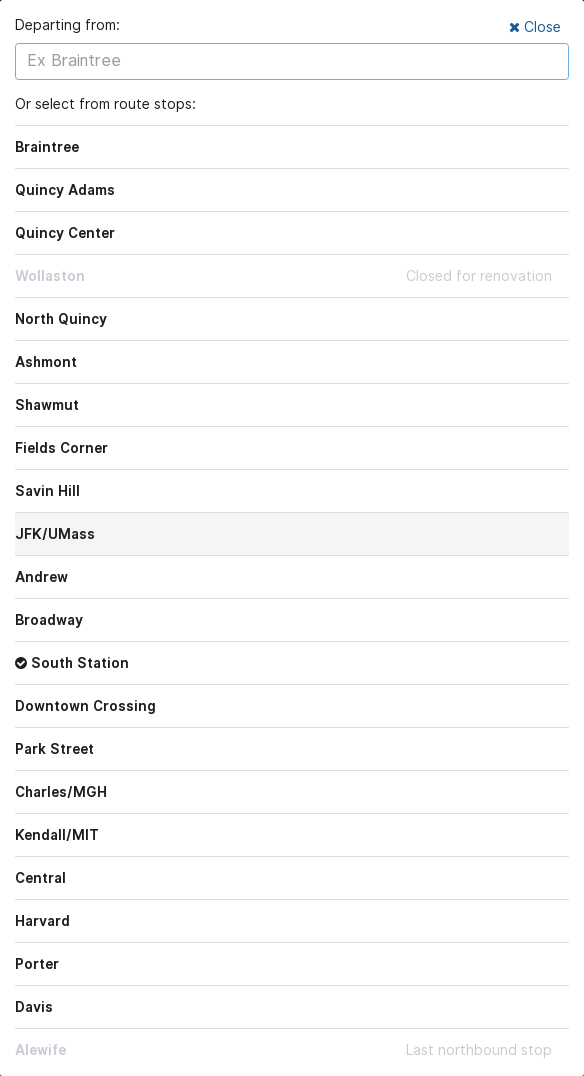 Departing from:
Close
Ex Braintree
Or select from route stops:
Braintree
Quincy Adams
Quincy Center
Wollaston Closed for renovation
North Quincy
Ashmont
Shawmut
Fields Corner
Savin Hill
JFK/UMass
Andrew
Broadway
South Station
Downtown Crossing
Park Street
Charles/MGH
Kendall/MIT
Central
Harvard
Porter
Davis
Alewife Last northbound stop